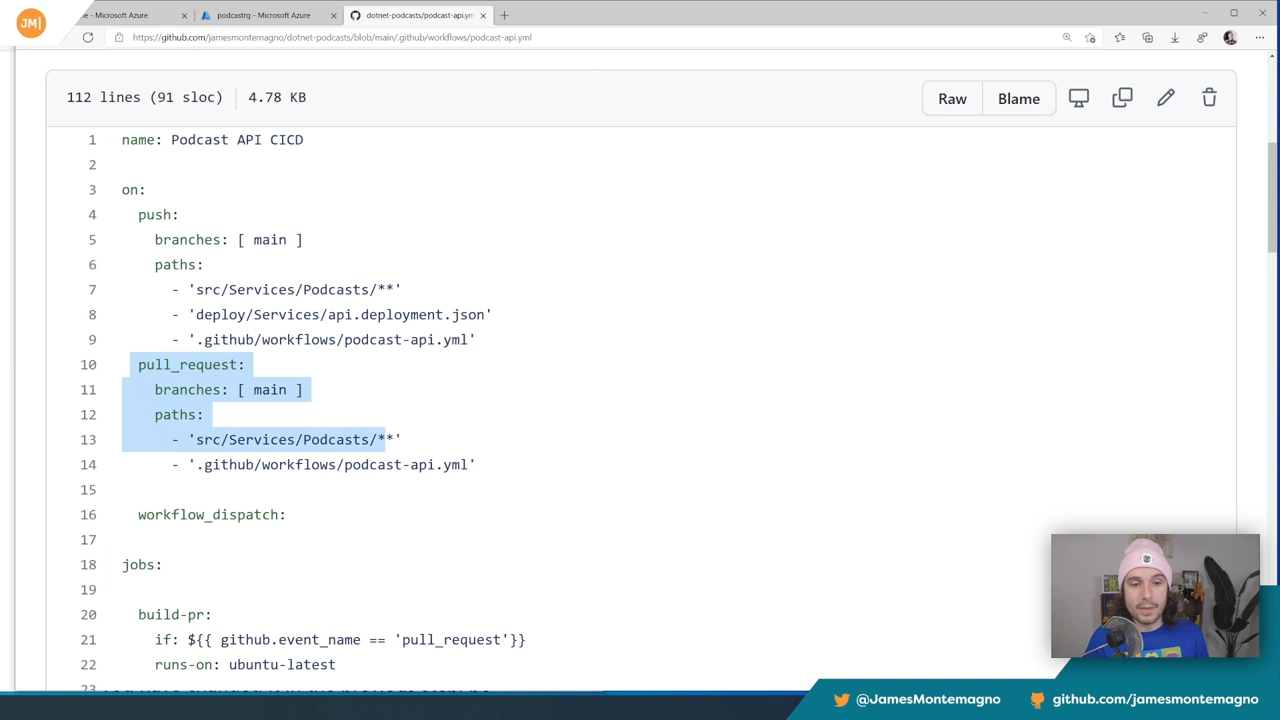 JM|
e - Microsoft Azure
podcastrg - Microsoft Azure
dotnet-podcasts/podcast-api.ym
https://github.com/jamesmontemagno/dotnet-podcasts/blob/main/.github/workflows/podcast-api.yml
112 lines (91 sloc) 4.78 KB
Raw
Blame
1 name: Podcast API CICD
2
3 on:
4 push:
5 branches: [ main ]
6 paths:
7 - 'src/Services/Podcasts/**'
8 - 'deploy/Services/api.deployment.json'
9 - '.github/workflows/podcast-api.yml'
10 pull_request:
11 branches: [ main ]
12 paths:
13 - 'src/Services/Podcasts/**'
14 - '.github/workflows/podcast-api.yml'
15
16 workflow_dispatch:
17
18 jobs:
19
20 build-pr:
21 if: ${{ github.event_name == 'pull_request'}}
22 runs-on: ubuntu-latest
23
@JamesMontemagno
github.com/jamesmontemagno